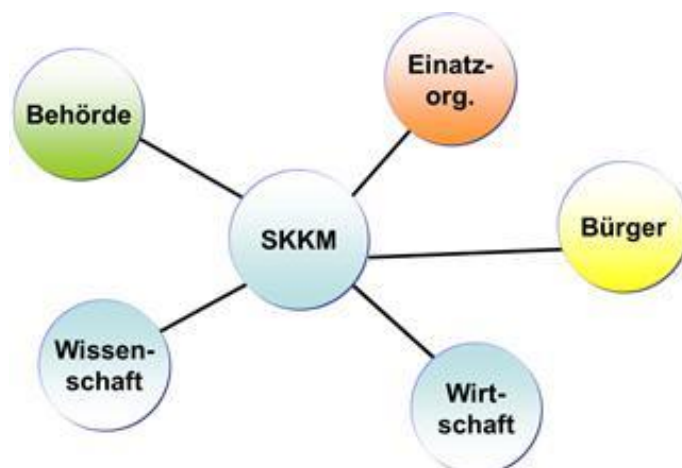 Einatz-
org.
Behörde
SKKM
Bürger
Wissen-
schaft
Wirt-
schaft